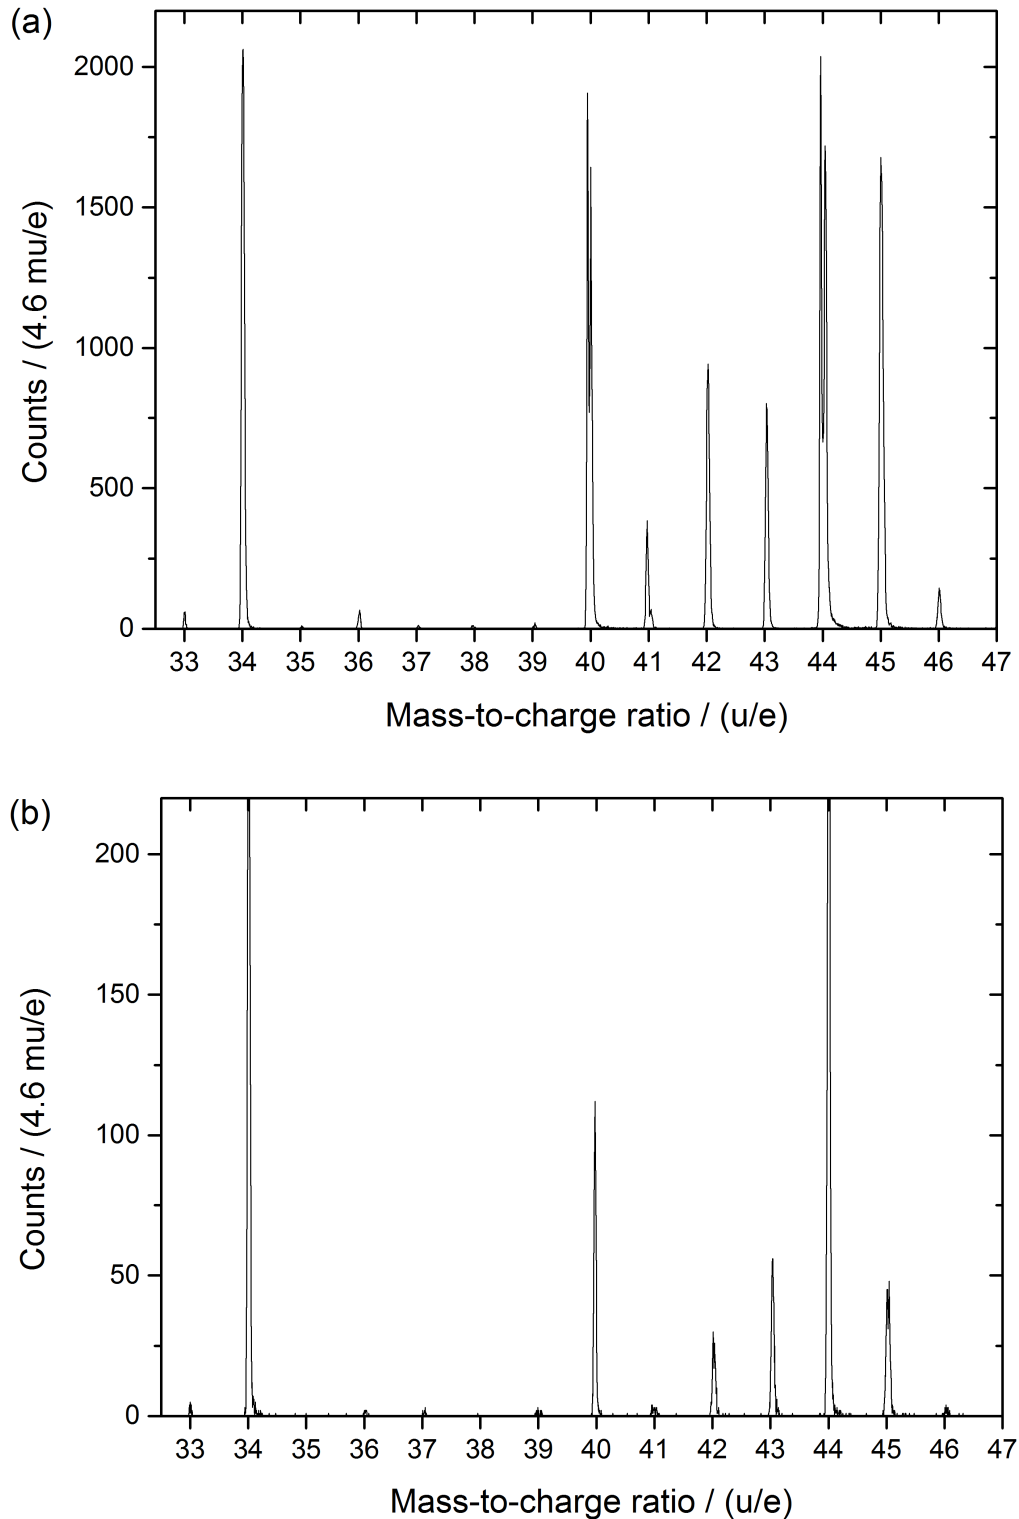 (a)
2000
1500
1000
500
0
Counts / (4.6 mu/e)
33 34 35 36 37 38 39 40 41 42 43 44 45 46 47
Mass-to-charge ratio / (u/e)
(b)
200
150
100
50
0
Counts / (4.6 mu/e)
33 34 35 36 37 38 39 40 41 42 43 44 45 46 47
Mass-to-charge ratio / (u/e)